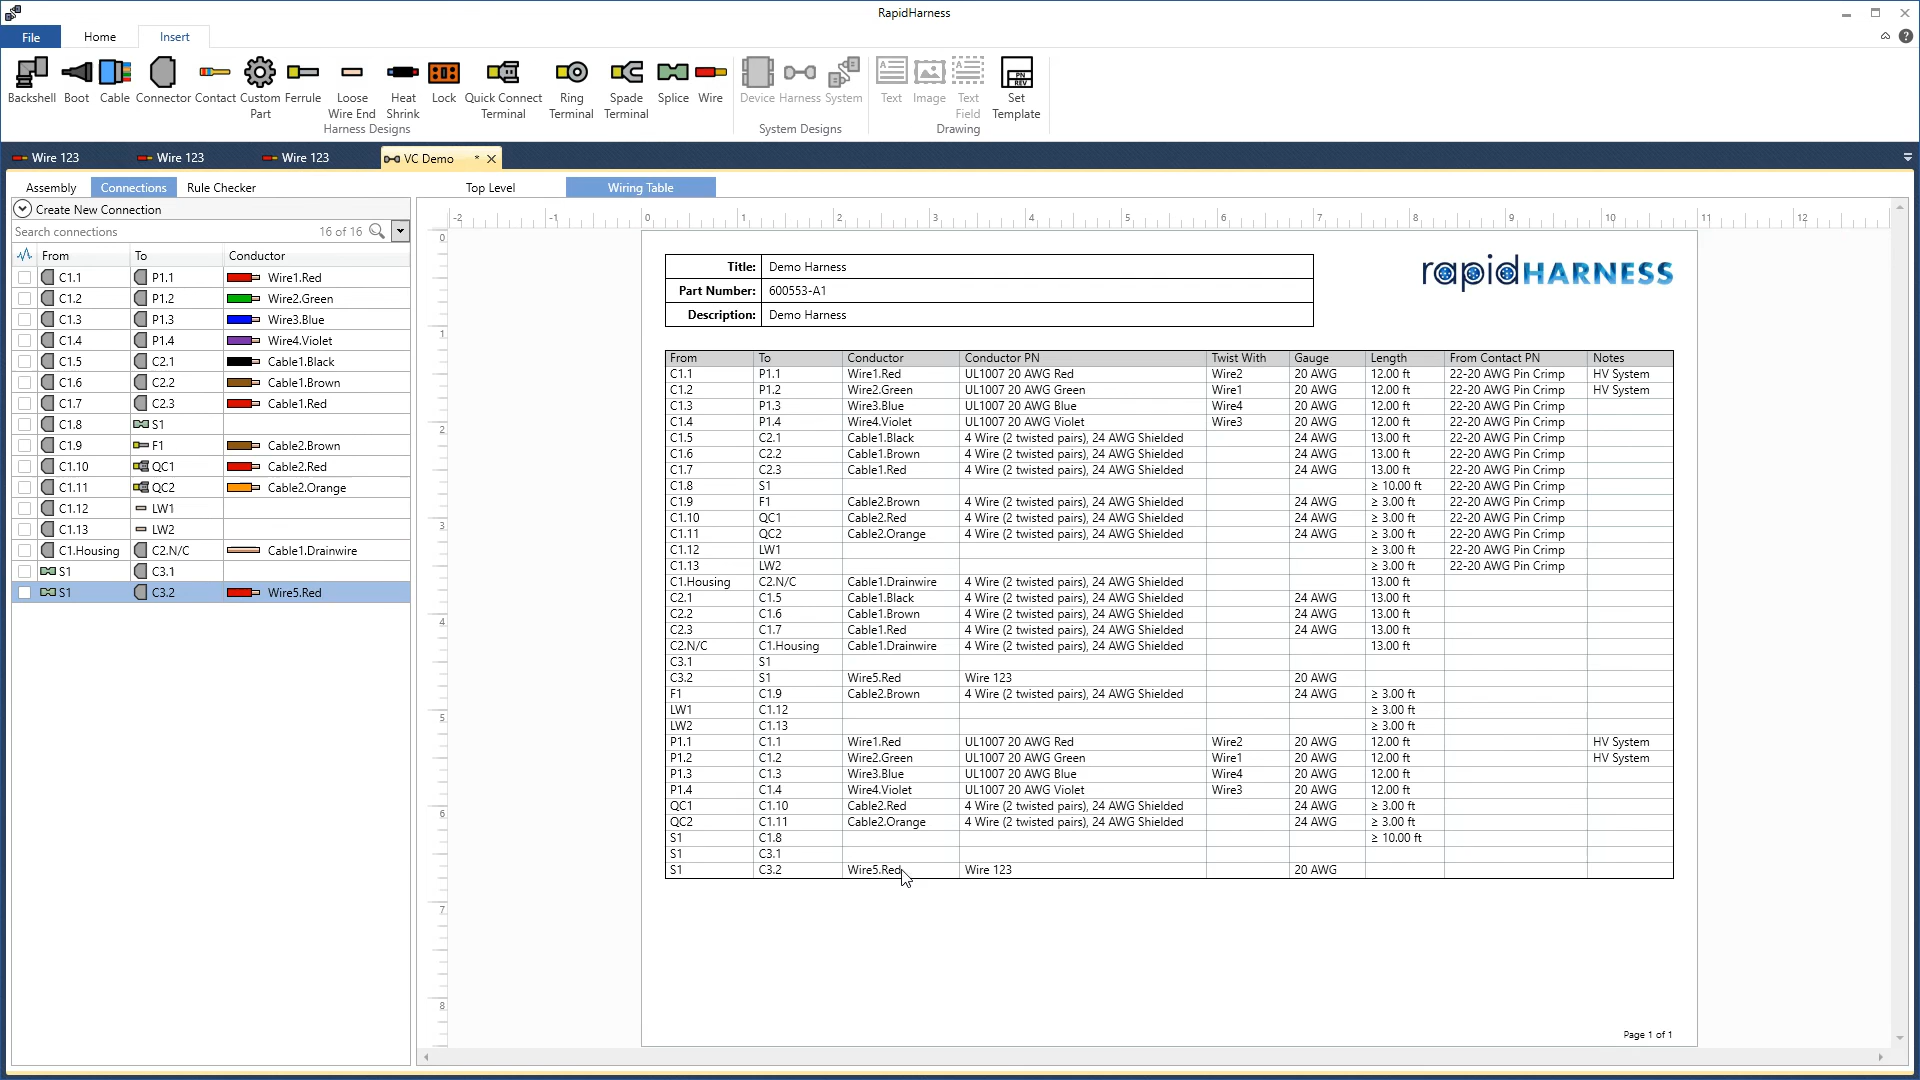 RapidHarness
File Home Insert
Backshell Boot Cable Connector Contact Custom Part Ferrule Loose Wire End Heat Shrink Lock Quick Connect Terminal Ring Terminal Spade Terminal Splice Wire Device Harness System Text Image Text Field Set Template
Harness Designs System Designs Drawing
Wire 123 Wire 123 Wire 123 VC Demo *
Assembly Connections Rule Checker Top Level Wiring Table
Create New Connection
Search connections 16 of 16
From To Conductor
C1.1 P1.1 Wire1.Red
C1.2 P1.2 Wire2.Green
C1.3 P1.3 Wire3.Blue
C1.4 P1.4 Wire4.Violet
C1.5 C2.1 Cable1.Black
C1.6 C2.2 Cable1.Brown
C1.7 C2.3 Cable1.Red
C1.8 S1
C1.9 F1 Cable2.Brown
C1.10 QC1 Cable2.Red
C1.11 QC2 Cable2.Orange
C1.12 LW1
C1.13 LW2
C1.Housing C2.N/C Cable1.Drainwire
S1 C3.1
S1 C3.2 Wire5.Red
-2 -1 0 1 2 3 4 5 6 7 8 9 10 11 12
0
1
2
3
4
5
6
7
8
Title: Demo Harness
Part Number: 600553-A1
Description: Demo Harness
rapidHARNESS
From To Conductor Conductor PN Twist With Gauge Length From Contact PN Notes
C1.1 P1.1 Wire1.Red UL1007 20 AWG Red Wire2 20 AWG 12.00 ft 22-20 AWG Pin Crimp HV System
C1.2 P1.2 Wire2.Green UL1007 20 AWG Green Wire1 20 AWG 12.00 ft 22-20 AWG Pin Crimp HV System
C1.3 P1.3 Wire3.Blue UL1007 20 AWG Blue Wire4 20 AWG 12.00 ft 22-20 AWG Pin Crimp
C1.4 P1.4 Wire4.Violet UL1007 20 AWG Violet Wire3 20 AWG 12.00 ft 22-20 AWG Pin Crimp
C1.5 C2.1 Cable1.Black 4 Wire (2 twisted pairs), 24 AWG Shielded 24 AWG 13.00 ft 22-20 AWG Pin Crimp
C1.6 C2.2 Cable1.Brown 4 Wire (2 twisted pairs), 24 AWG Shielded 24 AWG 13.00 ft 22-20 AWG Pin Crimp
C1.7 C2.3 Cable1.Red 4 Wire (2 twisted pairs), 24 AWG Shielded 24 AWG 13.00 ft 22-20 AWG Pin Crimp
C1.8 S1 ≥ 10.00 ft 22-20 AWG Pin Crimp
C1.9 F1 Cable2.Brown 4 Wire (2 twisted pairs), 24 AWG Shielded 24 AWG ≥ 3.00 ft 22-20 AWG Pin Crimp
C1.10 QC1 Cable2.Red 4 Wire (2 twisted pairs), 24 AWG Shielded 24 AWG ≥ 3.00 ft 22-20 AWG Pin Crimp
C1.11 QC2 Cable2.Orange 4 Wire (2 twisted pairs), 24 AWG Shielded 24 AWG ≥ 3.00 ft 22-20 AWG Pin Crimp
C1.12 LW1 ≥ 3.00 ft 22-20 AWG Pin Crimp
C1.13 LW2 ≥ 3.00 ft 22-20 AWG Pin Crimp
C1.Housing C2.N/C Cable1.Drainwire 4 Wire (2 twisted pairs), 24 AWG Shielded 13.00 ft
C2.1 C1.5 Cable1.Black 4 Wire (2 twisted pairs), 24 AWG Shielded 24 AWG 13.00 ft
C2.2 C1.6 Cable1.Brown 4 Wire (2 twisted pairs), 24 AWG Shielded 24 AWG 13.00 ft
C2.3 C1.7 Cable1.Red 4 Wire (2 twisted pairs), 24 AWG Shielded 24 AWG 13.00 ft
C2.N/C C1.Housing Cable1.Drainwire 4 Wire (2 twisted pairs), 24 AWG Shielded 13.00 ft
C3.1 S1
C3.2 S1 Wire5.Red Wire 123 20 AWG
F1 C1.9 Cable2.Brown 4 Wire (2 twisted pairs), 24 AWG Shielded 24 AWG ≥ 3.00 ft
LW1 C1.12 ≥ 3.00 ft
LW2 C1.13 ≥ 3.00 ft
P1.1 C1.1 Wire1.Red UL1007 20 AWG Red Wire2 20 AWG 12.00 ft HV System
P1.2 C1.2 Wire2.Green UL1007 20 AWG Green Wire1 20 AWG 12.00 ft HV System
P1.3 C1.3 Wire3.Blue UL1007 20 AWG Blue Wire4 20 AWG 12.00 ft
P1.4 C1.4 Wire4.Violet UL1007 20 AWG Violet Wire3 20 AWG 12.00 ft
QC1 C1.10 Cable2.Red 4 Wire (2 twisted pairs), 24 AWG Shielded 24 AWG ≥ 3.00 ft
QC2 C1.11 Cable2.Orange 4 Wire (2 twisted pairs), 24 AWG Shielded 24 AWG ≥ 3.00 ft
S1 C1.8 ≥ 10.00 ft
S1 C3.1
S1 C3.2 Wire5.Red Wire 123 20 AWG
Page 1 of 1